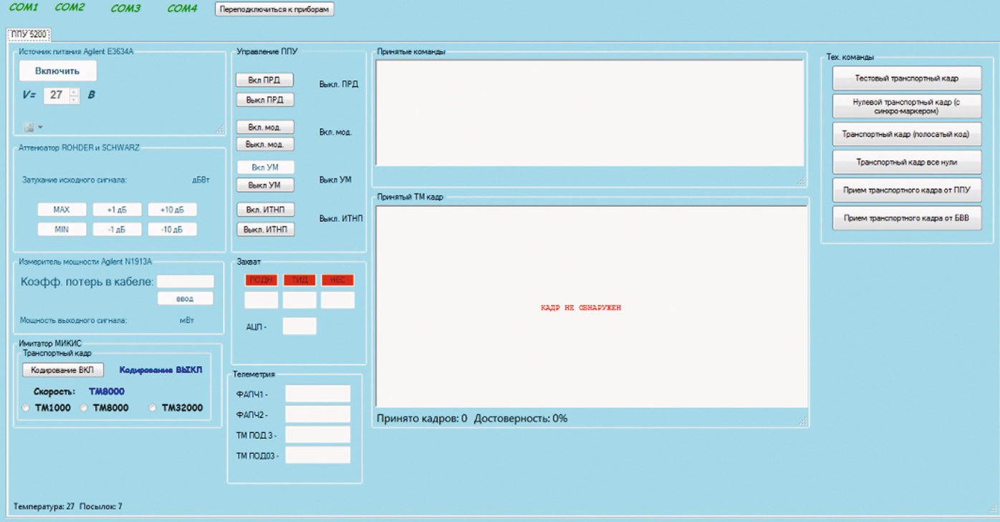 COM1 COM2 COM3 COM4 Переподключиться к приборам
ППУ 5200
Источник питания Agilent E3634A
Включить
V= 27 В
Аттенюатор ROHDER и SCHWARZ
Затухание исходного сигнала: дБВт
MAX +1 дБ +10 дБ
MIN -1 дБ -10 дБ
Измеритель мощности Agilent N1913A
Коэфф. потерь в кабеле:
ввод
Мощность выходного сигнала: мВт
Имитатор МИКИС
Транспортный кадр
Кодирование ВКЛ Кодирование ВЫКЛ
Скорость: ТМ8000
ТМ1000 ТМ8000 ТМ32000
Управление ППУ
Вкл ПРД
Выкл. ПРД
Выкл ПРД
Вкл. мод.
Вкл. мод.
Выкл. мод.
Вкл УМ
Выкл УМ
Выкл УМ
Вкл. ИТНП
Выкл. ИТНП
Выкл. ИТНП
Захват
ПОДН ТИД НЕС
АЦП -
Телеметрия
ФАПЧ1 -
ФАПЧ2 -
ТМ ПОД 3 -
ТМ ПОД03 -
Принятые команды
Принятый ТМ кадр
КАДР НЕ ОБНАРУЖЕН
Принято кадров: 0 Достоверность: 0%
Тех. команды
Тестовый транспортный кадр
Нулевой транспортный кадр (с
синхро-маркером)
Транспортный кадр (полосатый код)
Транспортный кадр все нули
Прием транспортного кадра от ППУ
Прием транспортного кадра от БВВ
Температура: 27 Посылок: 7